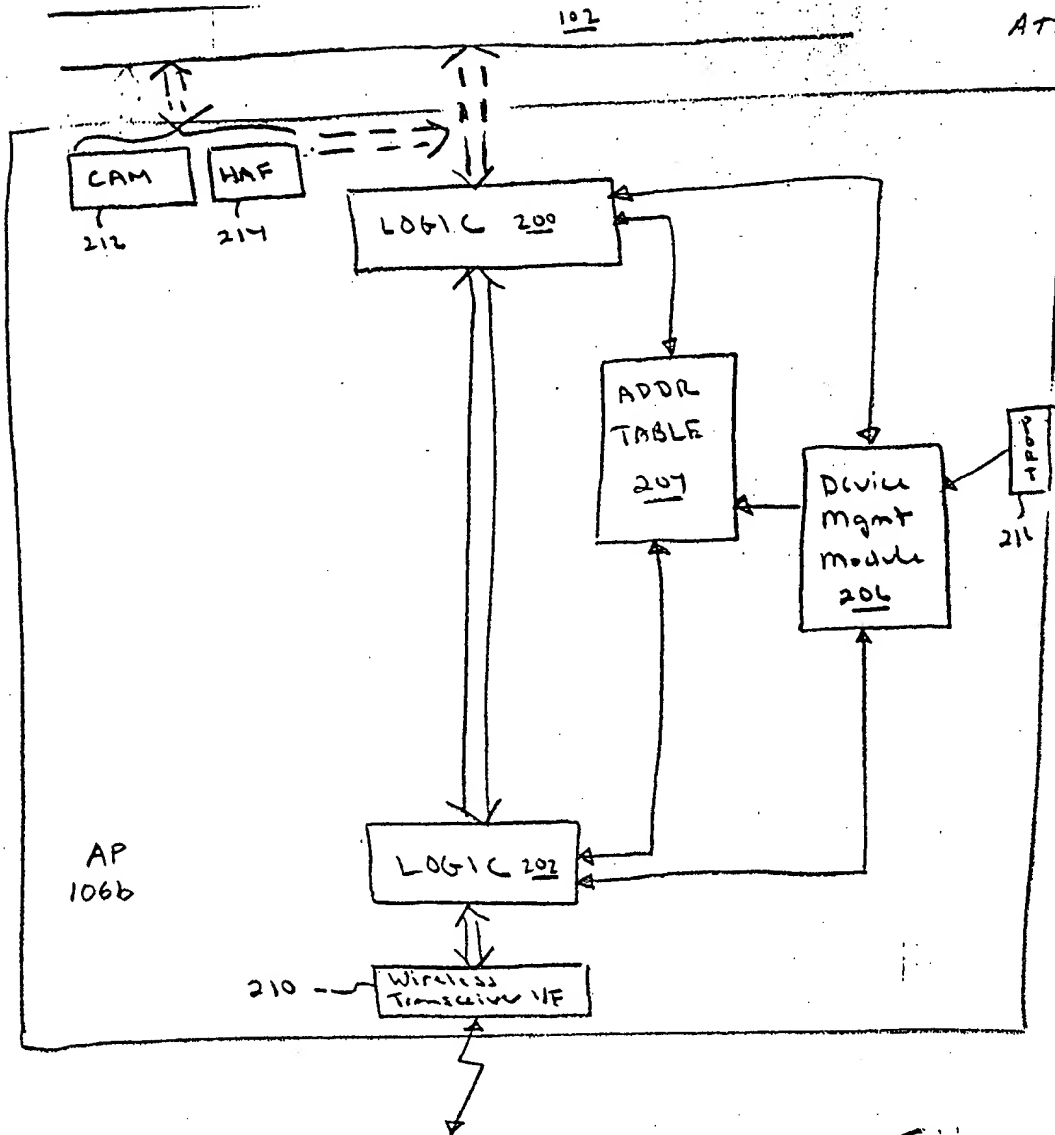 102
AT
CAM
HAF
212
214
LOGIC 200
ADDR
TABLE
204
Device
Mgmt
Module
206
216
AP
106b
LOGIC 202
210
Wireless
Transceiver I/F